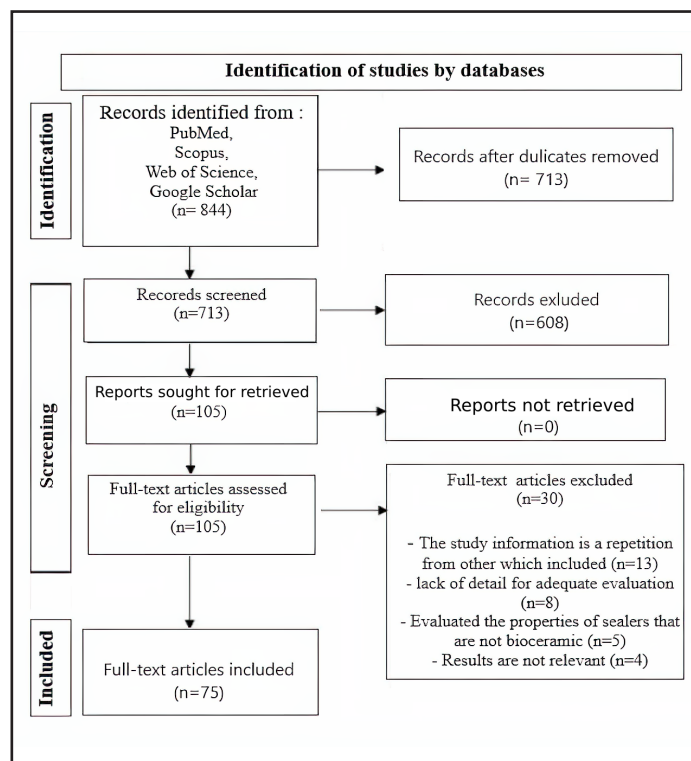 Identification of studies by databases
Identification
Records identified from :
PubMed,
Scopus,
Web of Science,
Google Scholar
(n= 844)
Records after dulicates removed
(n= 713)
Screening
Recoreds screened
(n=713)
Records exluded
(n=608)
Reports sought for retrieved
(n=105)
Reports not retrieved
(n=0)
Full-text articles assessed
for eligibility
(n=105)
Full-text articles excluded
(n=30)
- The study information is a repetition
from other which included (n=13)
- lack of detail for adequate evaluation
(n=8)
- Evaluated the properties of sealers that
are not bioceramic (n=5)
- Results are not relevant (n=4)
Included
Full-text articles included
(n=75)